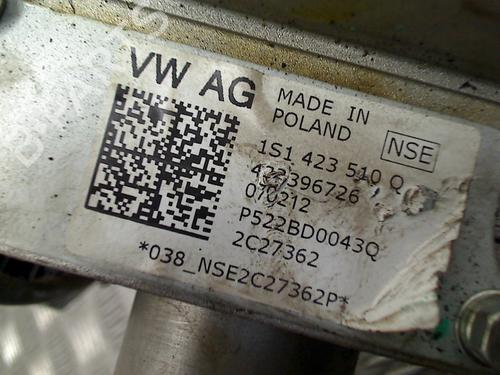 VW AG
MADE IN
POLAND
NSE
1S1 423 510 Q
070212
P522BD0043Q
2C27362
*038_NSE2C27362P*